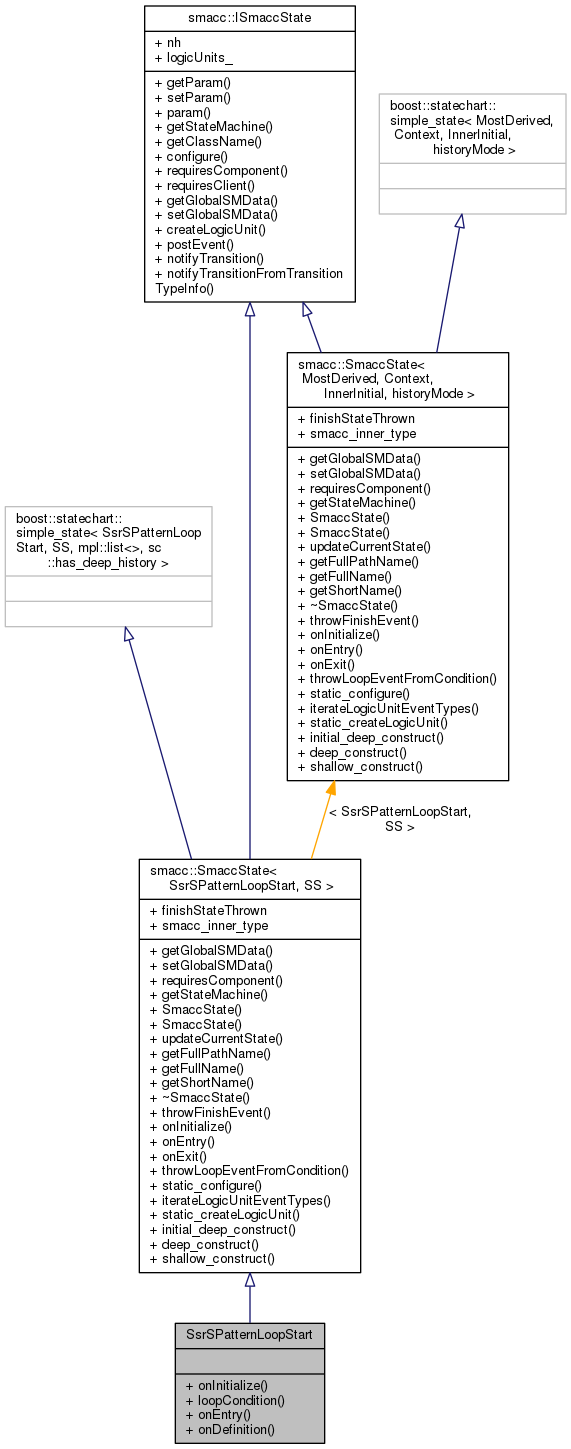 smacc::ISmaccState
+ nh
+ logicUnits_
+ getParam()
+ setParam()
+ param()
+ getStateMachine()
+ getClassName()
+ configure()
+ requiresComponent()
+ requiresClient()
+ getGlobalSMData()
+ setGlobalSMData()
+ createLogicUnit()
+ postEvent()
+ notifyTransition()
+ notifyTransitionFromTransition
TypeInfo()
boost::statechart::
simple_state< MostDerived,
Context, InnerInitial,
historyMode >
smacc::SmaccState<
MostDerived, Context,
InnerInitial, historyMode >
+ finishStateThrown
+ smacc_inner_type
+ getGlobalSMData()
+ setGlobalSMData()
+ requiresComponent()
+ getStateMachine()
+ SmaccState()
+ SmaccState()
+ updateCurrentState()
+ getFullPathName()
+ getFullName()
+ getShortName()
+ ~SmaccState()
+ throwFinishEvent()
+ onInitialize()
+ onEntry()
+ onExit()
+ throwLoopEventFromCondition()
+ static_configure()
+ iterateLogicUnitEventTypes()
+ static_createLogicUnit()
+ initial_deep_construct()
+ deep_construct()
+ shallow_construct()
boost::statechart::
simple_state< SsrSPatternLoop
Start, SS, mpl::list<>, sc
::has_deep_history >
< SsrSPatternLoopStart,
SS >
smacc::SmaccState<
SsrSPatternLoopStart, SS >
+ finishStateThrown
+ smacc_inner_type
+ getGlobalSMData()
+ setGlobalSMData()
+ requiresComponent()
+ getStateMachine()
+ SmaccState()
+ SmaccState()
+ updateCurrentState()
+ getFullPathName()
+ getFullName()
+ getShortName()
+ ~SmaccState()
+ throwFinishEvent()
+ onInitialize()
+ onEntry()
+ onExit()
+ throwLoopEventFromCondition()
+ static_configure()
+ iterateLogicUnitEventTypes()
+ static_createLogicUnit()
+ initial_deep_construct()
+ deep_construct()
+ shallow_construct()
SsrSPatternLoopStart
+ onInitialize()
+ loopCondition()
+ onEntry()
+ onDefinition()